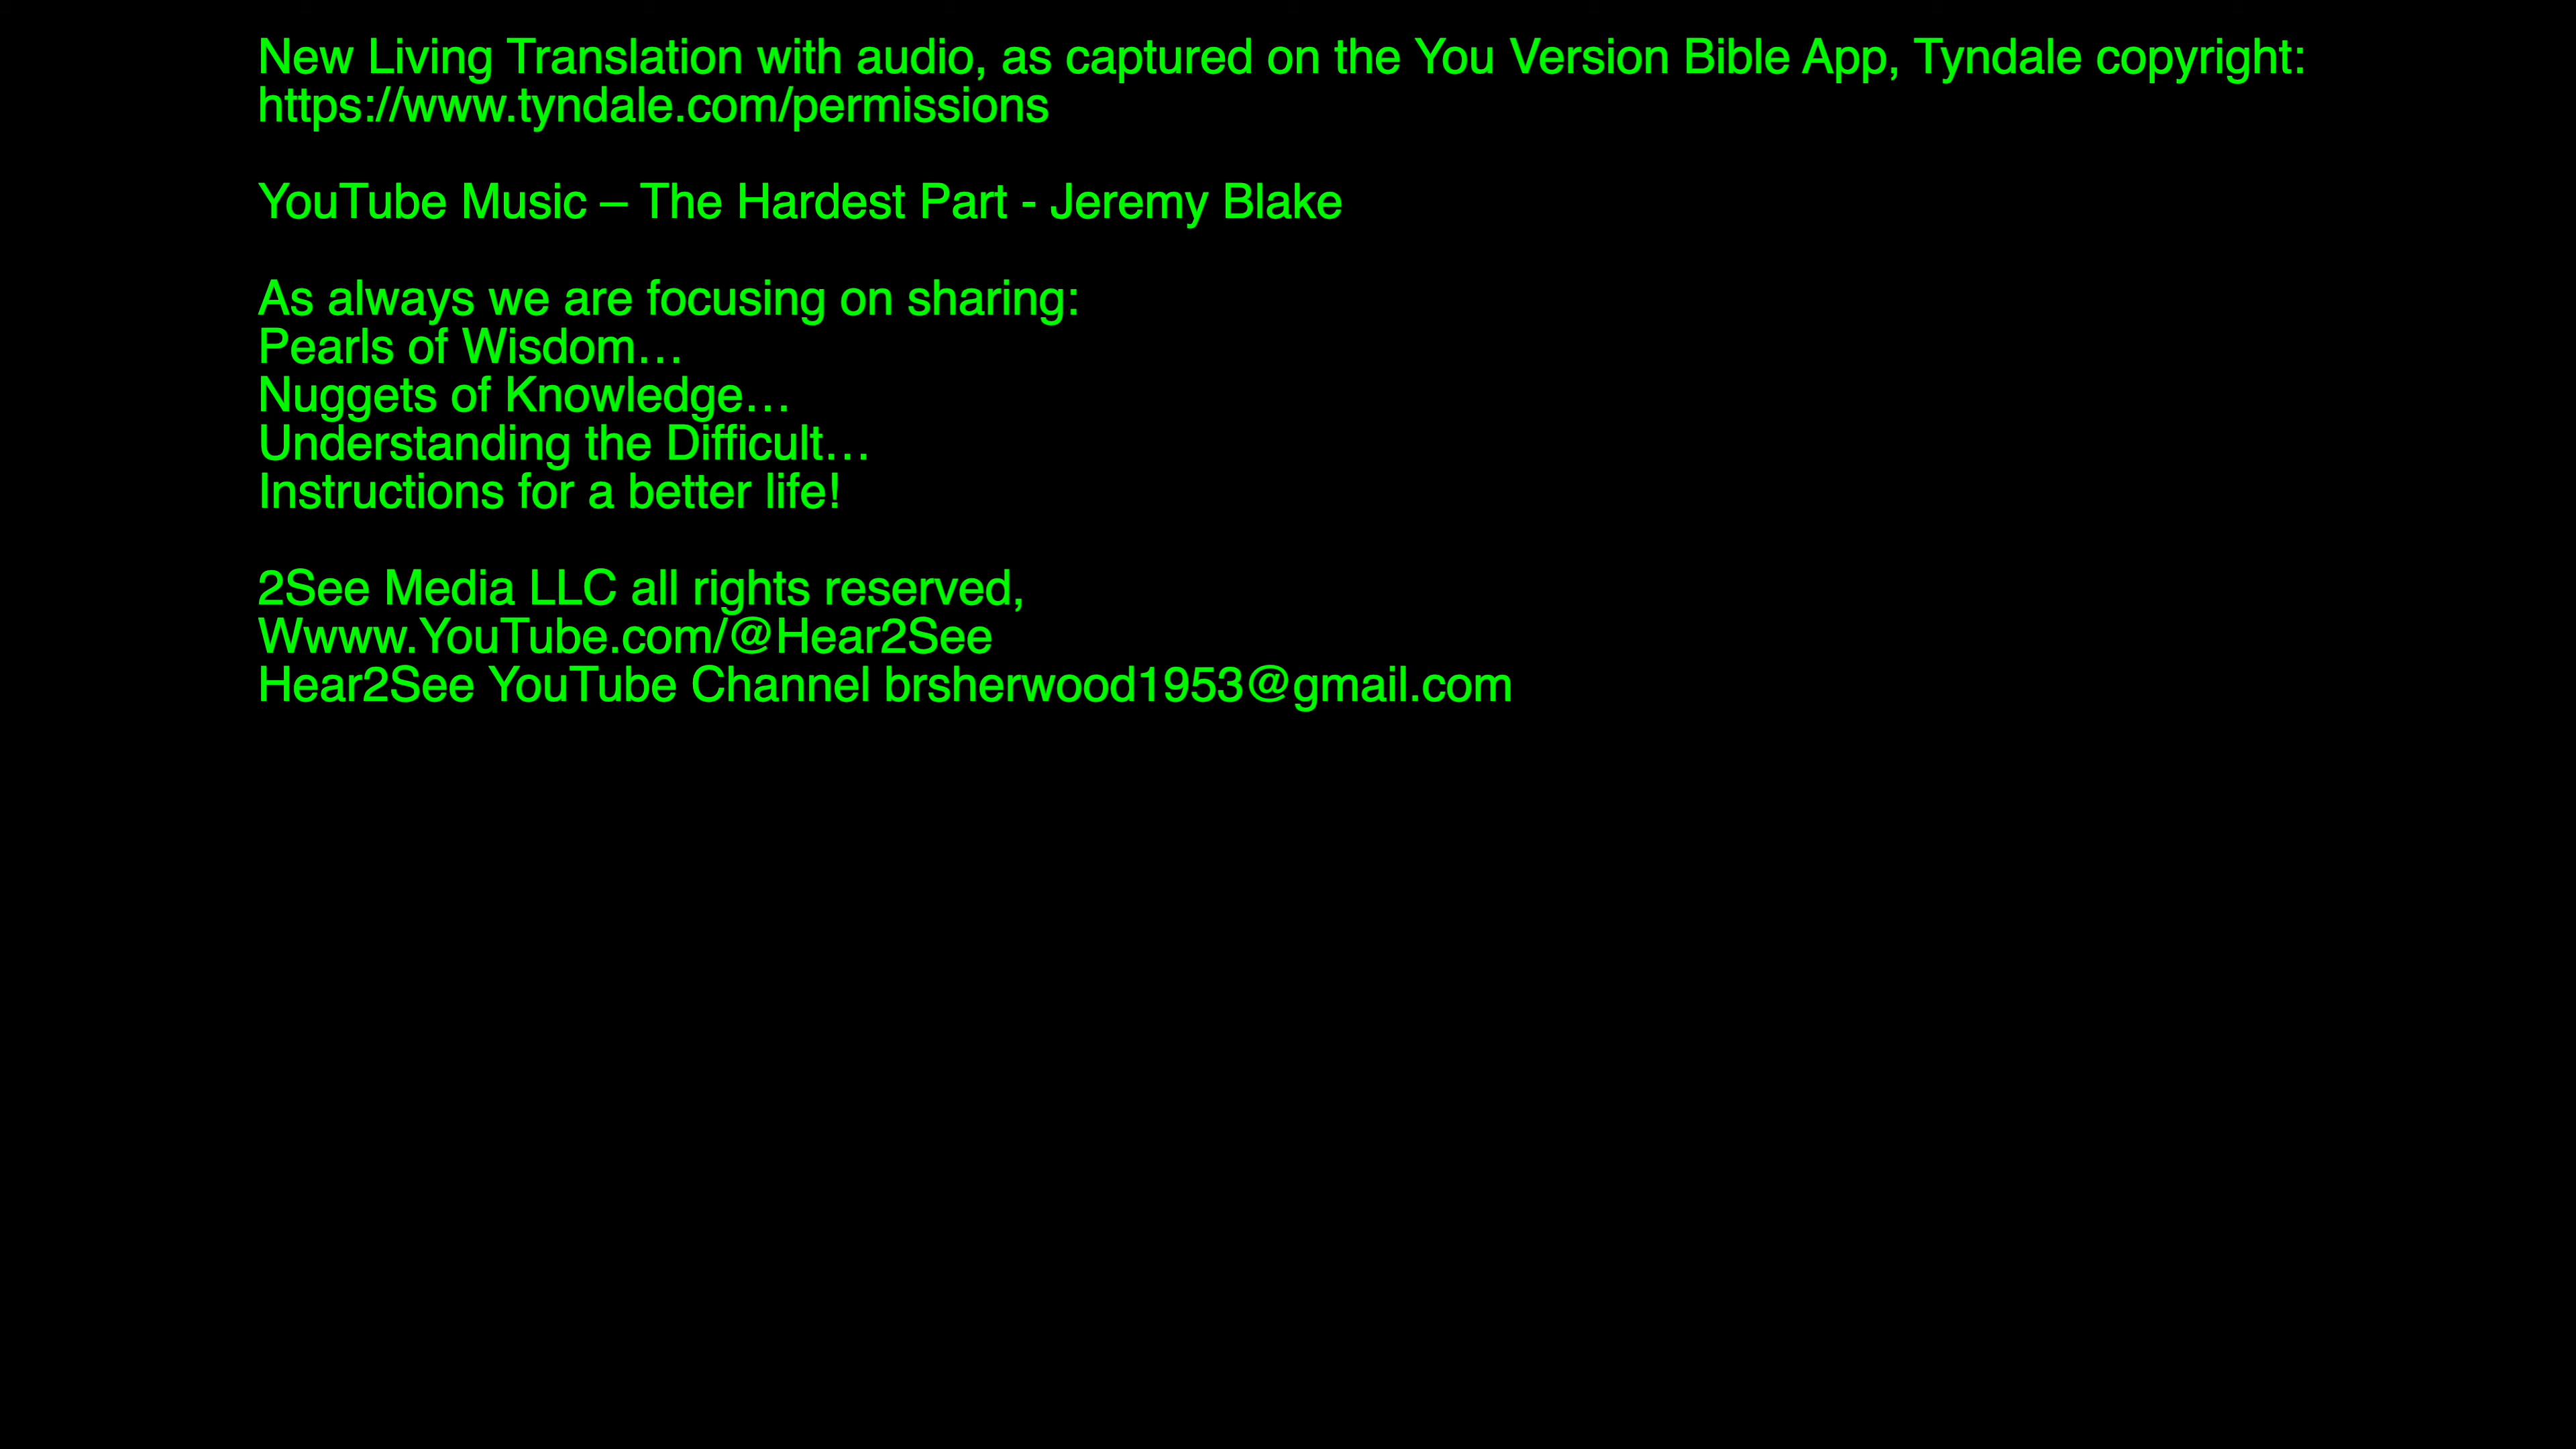 New Living Translation with audio, as captured on the You Version Bible App, Tyndale copyright:
https://www.tyndale.com/permissions
YouTube Music – The Hardest Part - Jeremy Blake
As always we are focusing on sharing:
Pearls of Wisdom…
Nuggets of Knowledge…
Understanding the Difficult…
Instructions for a better life!
2See Media LLC all rights reserved,
Wwww.YouTube.com/@Hear2See
Hear2See YouTube Channel brsherwood1953@gmail.com